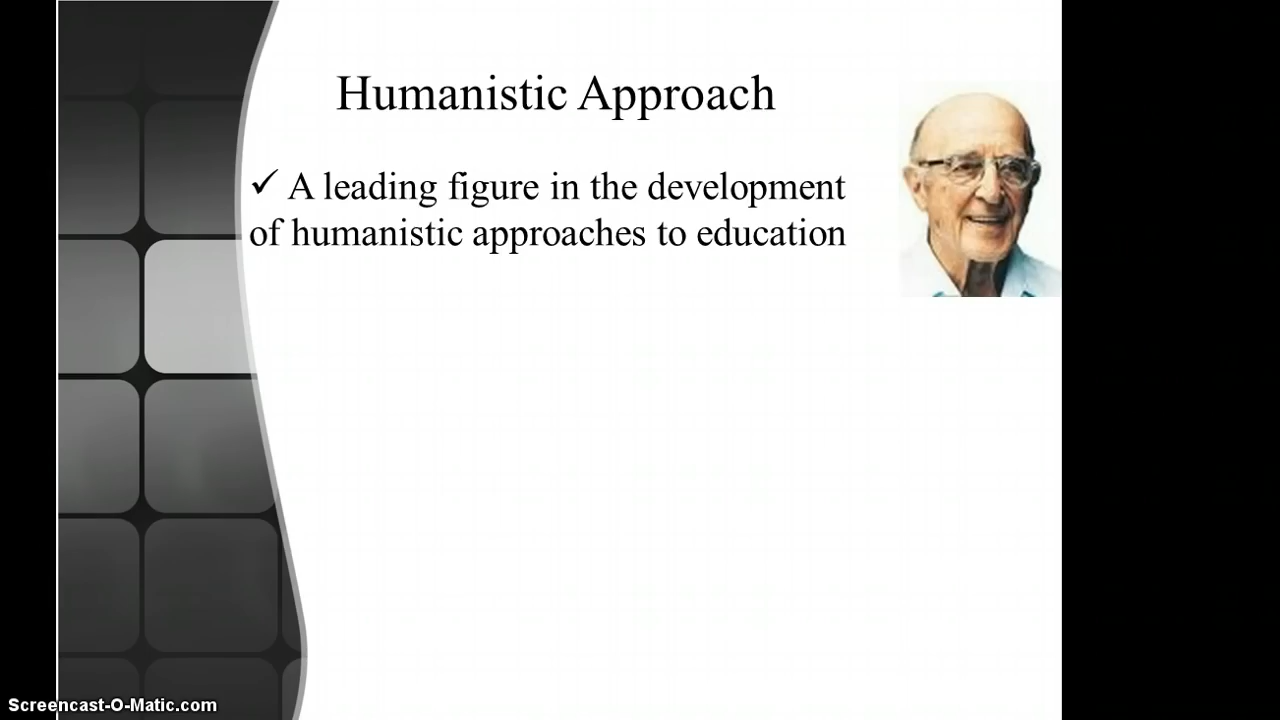 Humanistic Approach
✓ A leading figure in the development
of humanistic approaches to education
Screencast-O-Matic.com